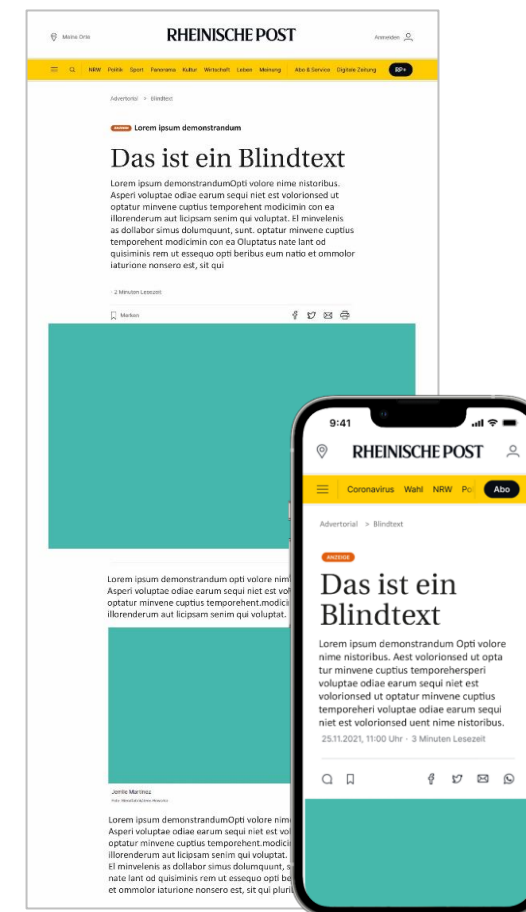 Meine Orte
RHEINISCHE POST
Anmelden
NRW Politik Sport Panorama Kultur Wirtschaft Leben Meinung Abo & Service Digitale Zeitung RP+
Advertorial > Blindtext
ANZEIGE Lorem ipsum demonstrandum
Das ist ein Blindtext
Lorem ipsum demonstrandumOpti volore nime nistoribus.
Asperi voluptae odiae earum sequi niet est volorionsed ut
optatur minvene cuptius temporehent modicimin con ea
illorenderum aut licipsam senim qui voluptat. El minvelenis
as dollabor simus dolumquunt, sunt. optatur minvene cuptius
temporehent modicimin con ea Oluptatus nate lant od
quisiminis rem ut essequo opti beribus eum natio et ommolor
iaturione nonsero est, sit qui
- 2 Minuten Lesezeit
Merken
Lorem ipsum demonstrandum opti volore nim
Asperi voluptae odiae earum sequi niet est vol
optatur minvene cuptius temporehent.modici
illorenderum aut licipsam senim qui voluptat.
Jomile Martinez
Lorem ipsum demonstrandumOpti volore nim
Asperi voluptae odiae earum sequi niet est vol
optatur minvene cuptius temporehent.modici
illorenderum aut licipsam senim qui voluptat.
El minvelenis as dollabor simus dolumquunt, s
nate lant od quisiminis rem ut essequo opti be
et ommolor iaturione nonsero est, sit qui pluri
9:41
RHEINISCHE POST
Coronavirus Wahl NRW Pol Abo
Advertorial > Blindtext
ANZEIGE
Das ist ein
Blindtext
Lorem ipsum demonstrandum Opti volore
nime nistoribus. Aest volorionsed ut opta
tur minvene cuptius temporehersperi
voluptae odiae earum sequi niet est
volorionsed ut optatur minvene cuptius
temporeheri voluptae odiae earum sequi
niet est volorionsed uent nime nistoribus.
25.11.2021, 11:00 Uhr · 3 Minuten Lesezeit